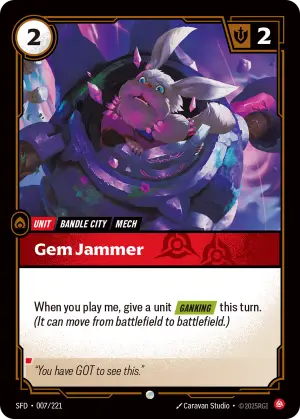 2
2
UNIT BANDLE CITY MECH
Gem Jammer
When you play me, give a unit GANKING this turn.
(It can move from battlefield to battlefield.)
"You have GOT to see this."
SFD • 007/221
Caravan Studio • ©2025RGI